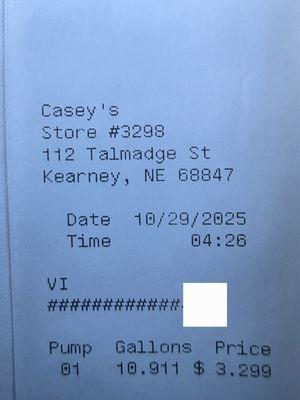 Casey's
Store #3298
112 Talmadge St
Kearney, NE 68847
Date 10/29/2025
Time 04:26
VI
############
Pump Gallons Price
01 10.911 $ 3.299